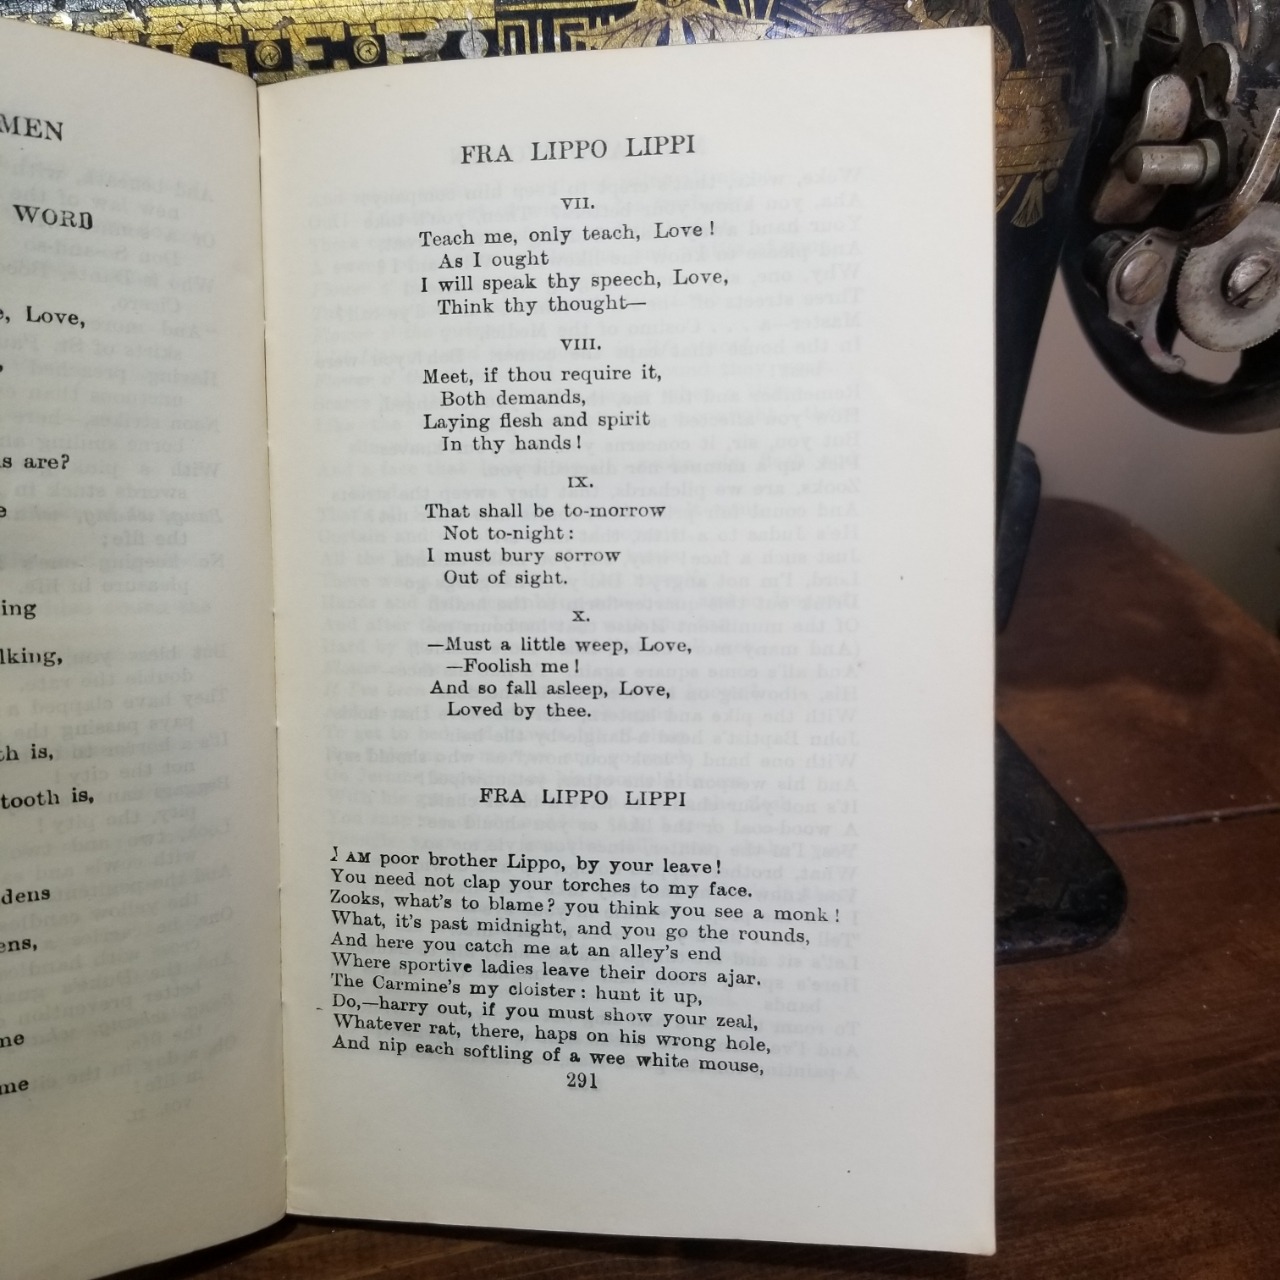 MEN
WORD
Love,
s are?
ing
lking,
th is,
tooth is,
dens
ens,
me
me
FRA LIPPO LIPPI
VII.
Teach me, only teach, Love!
As I ought
I will speak thy speech, Love,
Think thy thought—
VIII.
Meet, if thou require it,
Both demands,
Laying flesh and spirit
In thy hands!
IX.
That shall be to-morrow
Not to-night:
I must bury sorrow
Out of sight.
X.
—Must a little weep, Love,
—Foolish me!
And so fall asleep, Love,
Loved by thee.
FRA LIPPO LIPPI
I AM poor brother Lippo, by your leave!
You need not clap your torches to my face.
Zooks, what's to blame? you think you see a monk!
What, it's past midnight, and you go the rounds,
And here you catch me at an alley's end
Where sportive ladies leave their doors ajar.
The Carmine's my cloister: hunt it up,
Do,—harry out, if you must show your zeal,
Whatever rat, there, haps on his wrong hole,
And nip each softling of a wee white mouse,
291